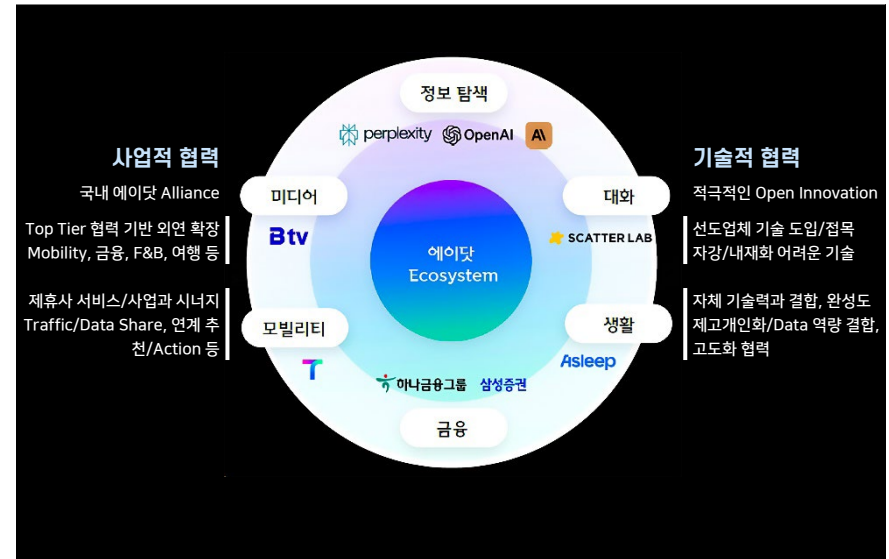 정보 탐색
perplexity OpenAI A\
사업적 협력
국내 에이닷 Alliance
Top Tier 협력 기반 외연 확장
Mobility, 금융, F&B, 여행 등
제휴사 서비스/사업과 시너지
Traffic/Data Share, 연계 추
천/Action 등
미디어
Btv
모빌리티
T
에이닷
Ecosystem
대화
SCATTER LAB
생활
Asleep
하나금융그룹 삼성증권
금융
기술적 협력
적극적인 Open Innovation
선도업체 기술 도입/접목
자강/내재화 어려운 기술
자체 기술력과 결합, 완성도
제고개인화/Data 역량 결합,
고도화 협력